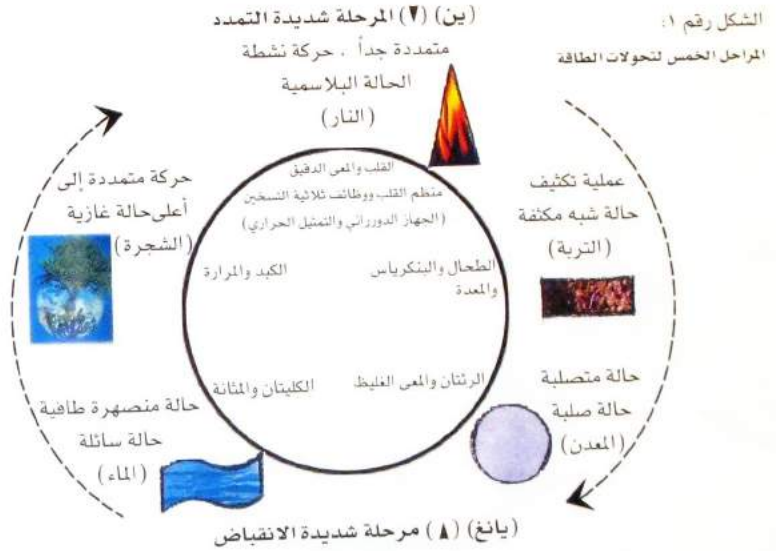 الشكل رقم ١:
المراحل الخمس لتحولات الطاقة
(ين) (▼) المرحلة شديدة التمدد
متمددة جداً ، حركة نشطة
الحالة البلاسمية
(النار)
عملية تكثيف
حالة شبه مكثفة
(التربة)
حالة متصلبة
حالة صلبة
(المعدن)
(يانغ) (▲) مرحلة شديدة الانقباض
حالة منصهرة طافية
حالة سائلة
(الماء)
حركة متمددة إلى
أعلى حالة غازية
(الشجرة)
القلب والمعى الدقيق
منظم القلب ووظائف ثلاثية التسخين
(الجهاز الدوراني والتمثيل الحراري)
الطحال والبنكرياس
والمعدة
الرئتان والمعى الغليظ
الكليتان والمثانة
الكبد والمرارة